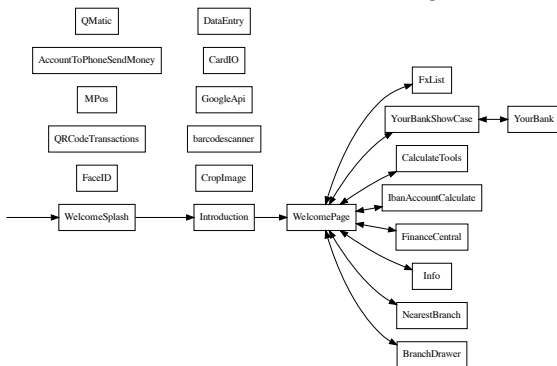 QMatic
DataEntry
AccountToPhoneSendMoney
CardIO
FxList
MPos
GoogleApi
YourBankShowCase
YourBank
QRCodeTransactions
barcodescanner
CalculateTools
FaceID
CropImage
IbanAccountCalculate
WelcomeSplash
Introduction
WelcomePage
FinanceCentral
Info
NearestBranch
BranchDrawer